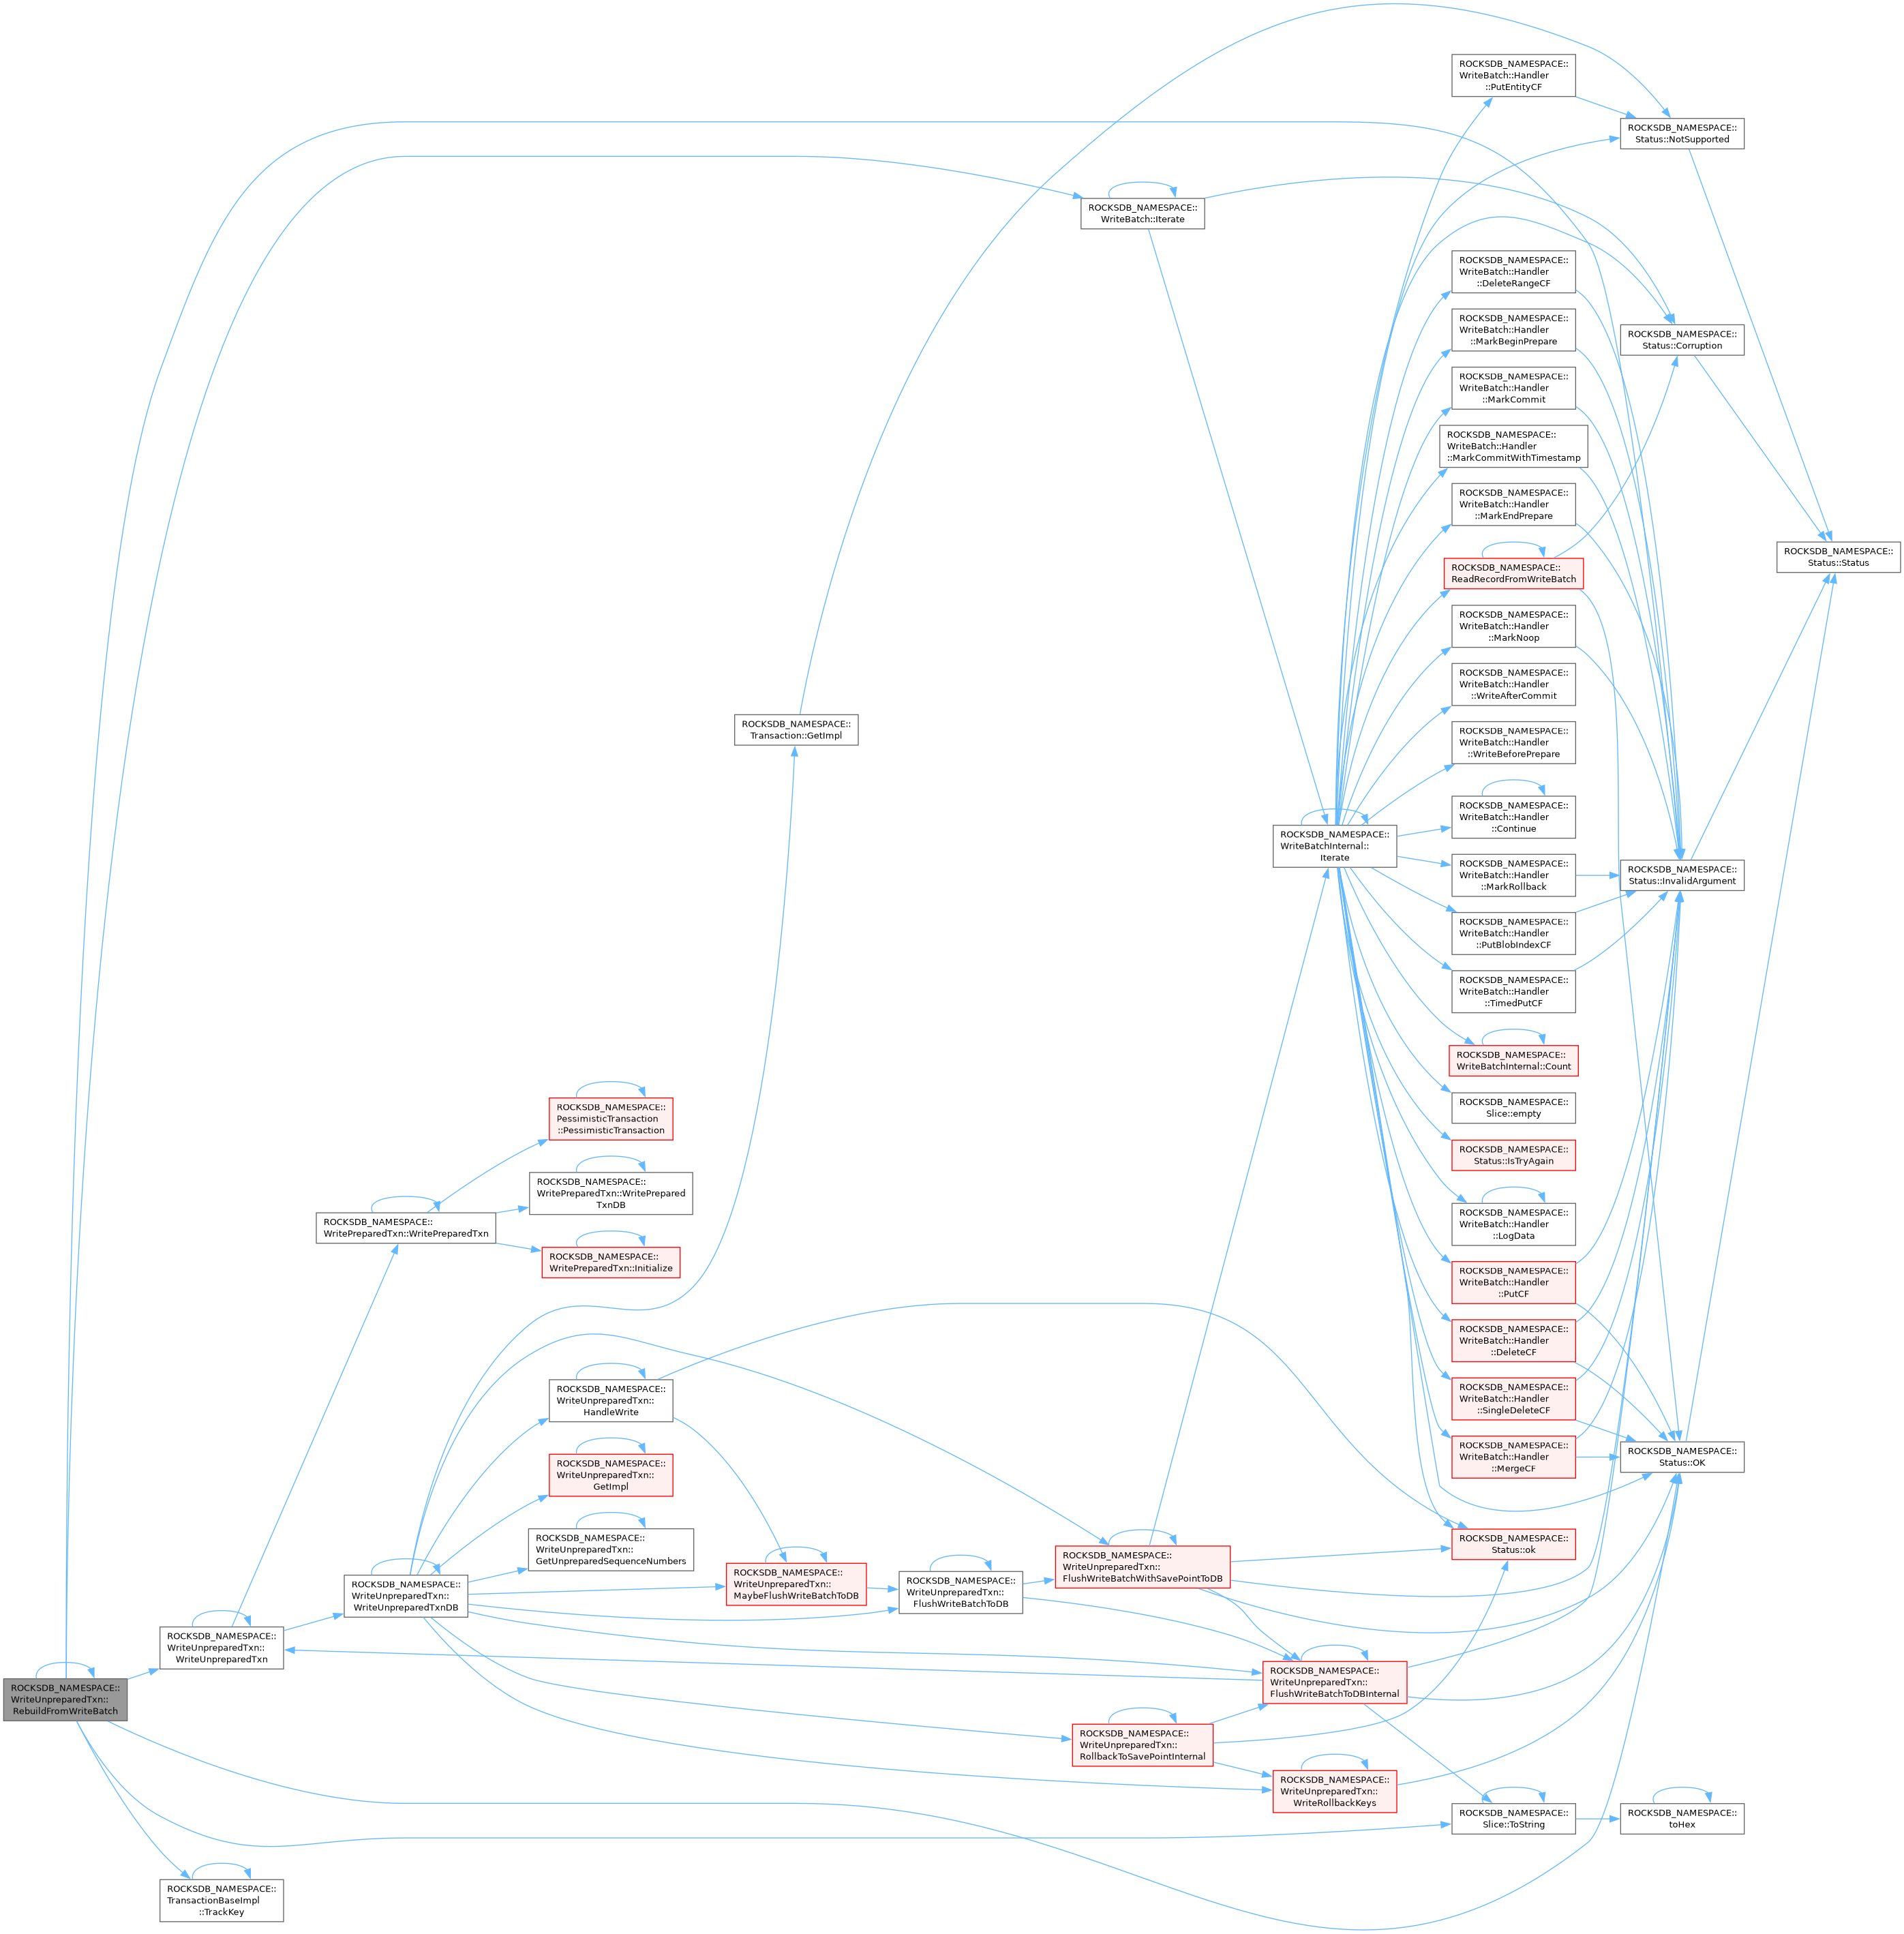 ROCKSDB_NAMESPACE::
WriteBatch::Handler
::PutEntityCF
ROCKSDB_NAMESPACE::
Status::NotSupported
ROCKSDB_NAMESPACE::
WriteBatch::Iterate
ROCKSDB_NAMESPACE::
WriteBatch::Handler
::DeleteRangeCF
ROCKSDB_NAMESPACE::
WriteBatch::Handler
::MarkBeginPrepare
ROCKSDB_NAMESPACE::
Status::Corruption
ROCKSDB_NAMESPACE::
WriteBatch::Handler
::MarkCommit
ROCKSDB_NAMESPACE::
WriteBatch::Handler
::MarkCommitWithTimestamp
ROCKSDB_NAMESPACE::
WriteBatch::Handler
::MarkEndPrepare
ROCKSDB_NAMESPACE::
Status::Status
ROCKSDB_NAMESPACE::
ReadRecordFromWriteBatch
ROCKSDB_NAMESPACE::
WriteBatch::Handler
::MarkNoop
ROCKSDB_NAMESPACE::
WriteBatch::Handler
::WriteAfterCommit
ROCKSDB_NAMESPACE::
Transaction::GetImpl
ROCKSDB_NAMESPACE::
WriteBatch::Handler
::WriteBeforePrepare
ROCKSDB_NAMESPACE::
WriteBatch::Handler
::Continue
ROCKSDB_NAMESPACE::
WriteBatchInternal::
Iterate
ROCKSDB_NAMESPACE::
WriteBatch::Handler
::MarkRollback
ROCKSDB_NAMESPACE::
Status::InvalidArgument
ROCKSDB_NAMESPACE::
WriteBatch::Handler
::PutBlobIndexCF
ROCKSDB_NAMESPACE::
WriteBatch::Handler
::TimedPutCF
ROCKSDB_NAMESPACE::
WriteBatchInternal::Count
ROCKSDB_NAMESPACE::
Slice::empty
ROCKSDB_NAMESPACE::
PessimisticTransaction
::PessimisticTransaction
ROCKSDB_NAMESPACE::
Status::IsTryAgain
ROCKSDB_NAMESPACE::
WritePreparedTxn::WritePrepared
TxnDB
ROCKSDB_NAMESPACE::
WritePreparedTxn::WritePreparedTxn
ROCKSDB_NAMESPACE::
WriteBatch::Handler
::LogData
ROCKSDB_NAMESPACE::
WritePreparedTxn::Initialize
ROCKSDB_NAMESPACE::
WriteBatch::Handler
::PutCF
ROCKSDB_NAMESPACE::
WriteBatch::Handler
::DeleteCF
ROCKSDB_NAMESPACE::
WriteUnpreparedTxn::
HandleWrite
ROCKSDB_NAMESPACE::
WriteBatch::Handler
::SingleDeleteCF
ROCKSDB_NAMESPACE::
WriteBatch::Handler
::MergeCF
ROCKSDB_NAMESPACE::
Status::OK
ROCKSDB_NAMESPACE::
WriteUnpreparedTxn::
GetImpl
ROCKSDB_NAMESPACE::
WriteUnpreparedTxn::
GetUnpreparedSequenceNumbers
ROCKSDB_NAMESPACE::
Status::ok
ROCKSDB_NAMESPACE::
WriteUnpreparedTxn::
FlushWriteBatchWithSavePointToDB
ROCKSDB_NAMESPACE::
WriteUnpreparedTxn::
MaybeFlushWriteBatchToDB
ROCKSDB_NAMESPACE::
WriteUnpreparedTxn::
FlushWriteBatchToDB
ROCKSDB_NAMESPACE::
WriteUnpreparedTxn::
WriteUnpreparedTxnDB
ROCKSDB_NAMESPACE::
WriteUnpreparedTxn::
WriteUnpreparedTxn
ROCKSDB_NAMESPACE::
WriteUnpreparedTxn::
FlushWriteBatchToDBInternal
ROCKSDB_NAMESPACE::
WriteUnpreparedTxn::
RebuildFromWriteBatch
ROCKSDB_NAMESPACE::
WriteUnpreparedTxn::
RollbackToSavePointInternal
ROCKSDB_NAMESPACE::
WriteUnpreparedTxn::
WriteRollbackKeys
ROCKSDB_NAMESPACE::
Slice::ToString
ROCKSDB_NAMESPACE::
toHex
ROCKSDB_NAMESPACE::
TransactionBaseImpl
::TrackKey